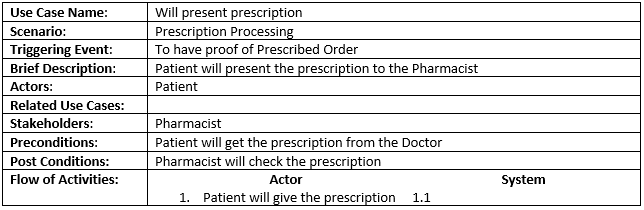 Use Case Name: Will present prescription
Scenario: Prescription Processing
Triggering Event: To have proof of Prescribed Order
Brief Description: Patient will present the prescription to the Pharmacist
Actors: Patient
Related Use Cases:
Stakeholders: Pharmacist
Preconditions: Patient will get the prescription from the Doctor
Post Conditions: Pharmacist will check the prescription
Flow of Activities: Actor System
1. Patient will give the prescription 1.1